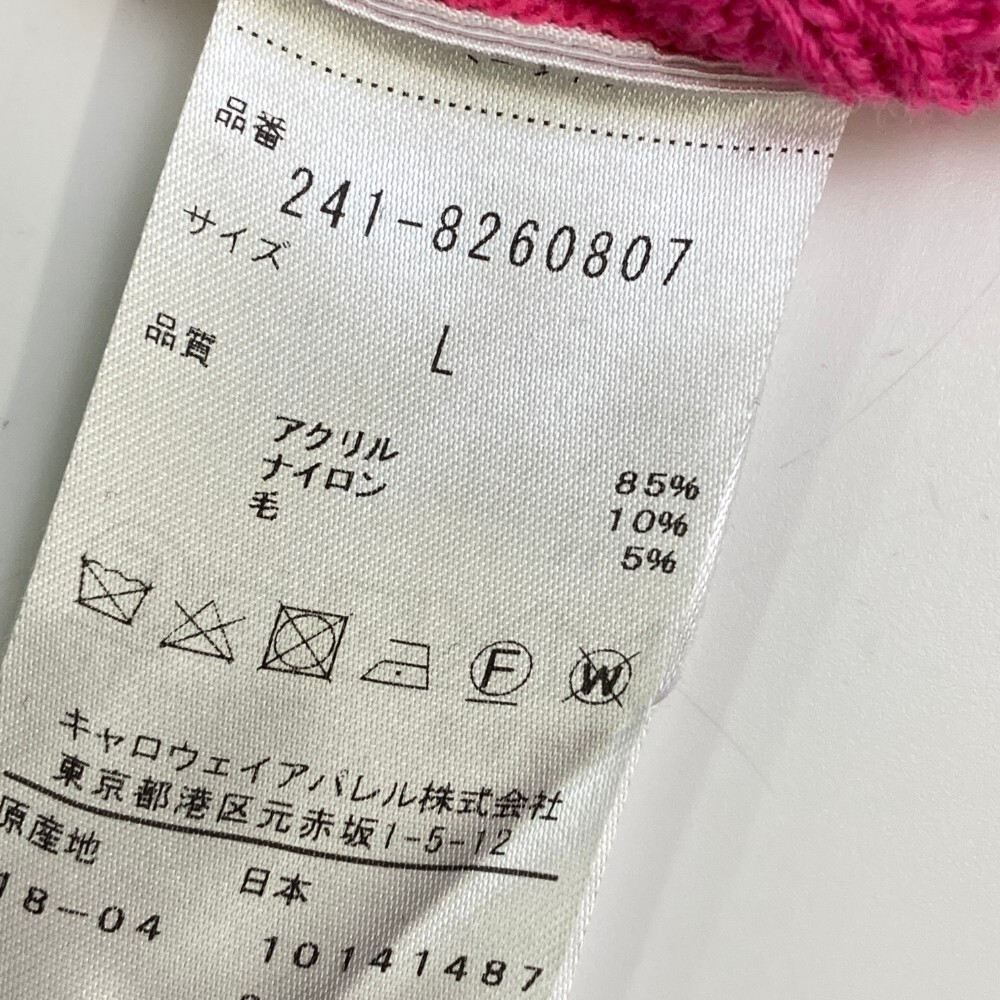 品番
241-8260807
サイズ
L
品質
アクリル 85%
ナイロン 10%
毛 5%
F
W
キャロウェイアパレル株式会社
東京都港区元赤坂1-5-12
原産地
日本
18-04
10141487